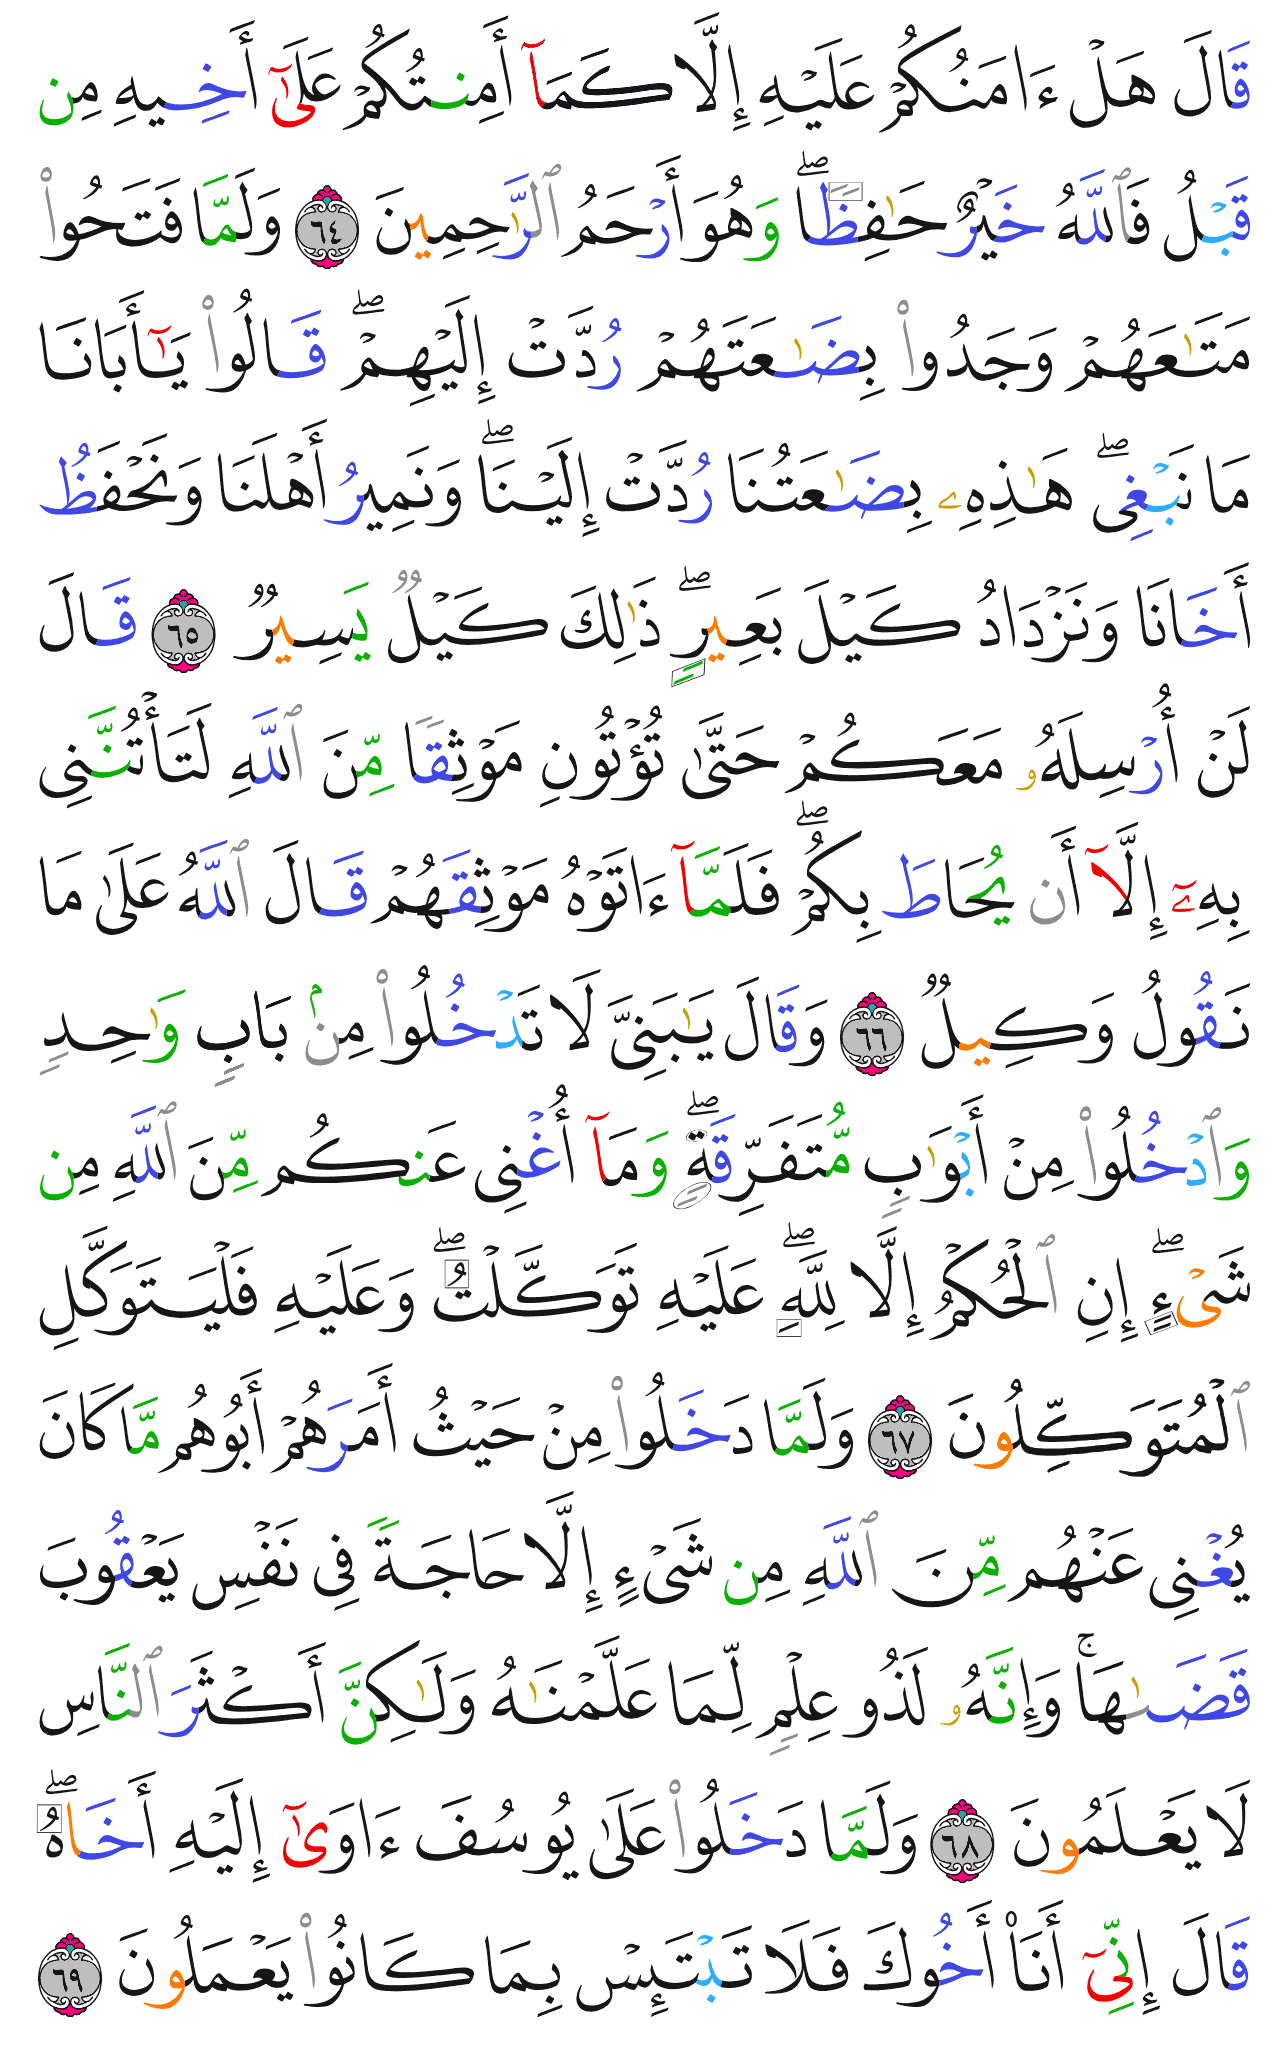 قَالَ هَلْ ءَامَنُكُمْ عَلَيْهِ إِلَّا كَمَآ أَمِنتُكُمْ عَلَىٰٓ أَخِيهِ مِن
قَبْلُ فَٱللَّهُ خَيْرٌ حَـٰفِظًاۖ وَهُوَ أَرْحَمُ ٱلرَّٰحِمِينَ ٦٤ وَلَمَّا فَتَحُوا۟
مَتَـٰعَهُمْ وَجَدُوا۟ بِضَـٰعَتَهُمْ رُدَّتْ إِلَيْهِمْۖ قَالُوا۟ يَـٰٓأَبَانَا
مَا نَبْغِىۖ هَـٰذِهِۦ بِضَـٰعَتُنَا رُدَّتْ إِلَيْنَاۖ وَنَمِيرُ أَهْلَنَا وَنَحْفَظُ
أَخَانَا وَنَزْدَادُ كَيْلَ بَعِيرٍۖ ذَٰلِكَ كَيْلٌ يَسِيرٌ ٦٥ قَالَ
لَنْ أُرْسِلَهُۥ مَعَكُمْ حَتَّىٰ تُؤْتُونِ مَوْثِقًا مِّنَ ٱللَّهِ لَتَأْتُنَّنِى
بِهِۦٓ إِلَّآ أَن يُحَاطَ بِكُمْۖ فَلَمَّآ ءَاتَوْهُ مَوْثِقَهُمْ قَالَ ٱللَّهُ عَلَىٰ مَا
نَقُولُ وَكِيلٌ ٦٦ وَقَالَ يَـٰبَنِىَّ لَا تَدْخُلُوا۟ مِنۢ بَابٍ وَٰحِدٍ
وَٱدْخُلُوا۟ مِنْ أَبْوَٰبٍ مُّتَفَرِّقَةٍۖ وَمَآ أُغْنِى عَنكُم مِّنَ ٱللَّهِ مِن
شَىْءٍۖ إِنِ ٱلْحُكْمُ إِلَّا لِلَّهِۖ عَلَيْهِ تَوَكَّلْتُۖ وَعَلَيْهِ فَلْيَتَوَكَّلِ
ٱلْمُتَوَكِّلُونَ ٦٧ وَلَمَّا دَخَلُوا۟ مِنْ حَيْثُ أَمَرَهُمْ أَبُوهُم مَّا كَانَ
يُغْنِى عَنْهُم مِّنَ ٱللَّهِ مِن شَىْءٍ إِلَّا حَاجَةً فِى نَفْسِ يَعْقُوبَ
قَضَىٰهَاۚ وَإِنَّهُۥ لَذُو عِلْمٍ لِّمَا عَلَّمْنَـٰهُ وَلَـٰكِنَّ أَكْثَرَ ٱلنَّاسِ
لَا يَعْلَمُونَ ٦٨ وَلَمَّا دَخَلُوا۟ عَلَىٰ يُوسُفَ ءَاوَىٰٓ إِلَيْهِ أَخَاهُۖ
قَالَ إِنِّىٓ أَنَا۠ أَخُوكَ فَلَا تَبْتَئِسْ بِمَا كَانُوا۟ يَعْمَلُونَ ٦٩